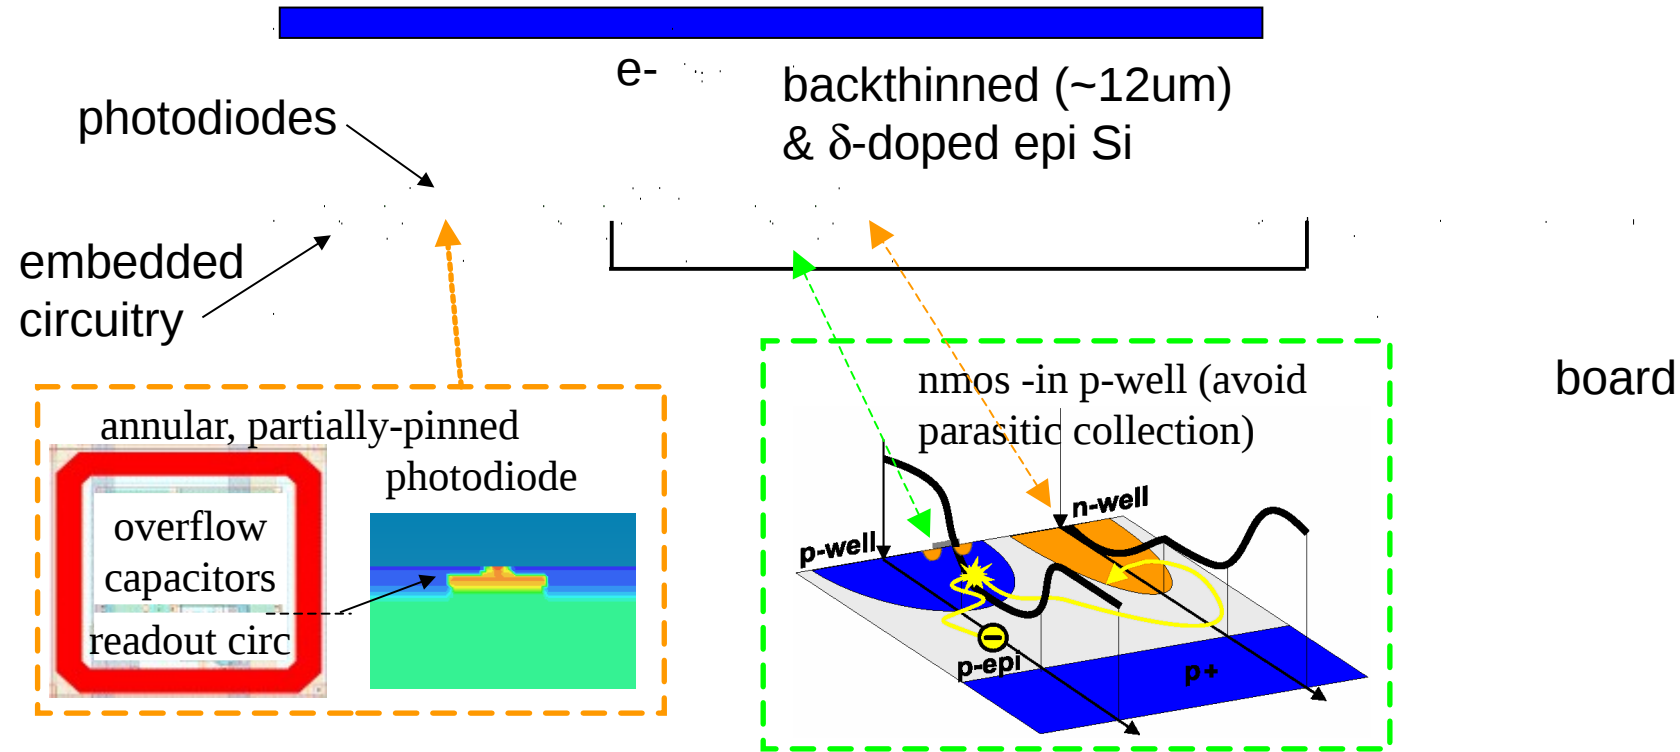 e-
backthinned (~12um)
& δ-doped epi Si
photodiodes
embedded
circuitry
board
annular, partially-pinned
photodiode
overflow
capacitors
readout circ
nmos -in p-well (avoid
parasitic collection)
n-well
p-well
p-epi
p+